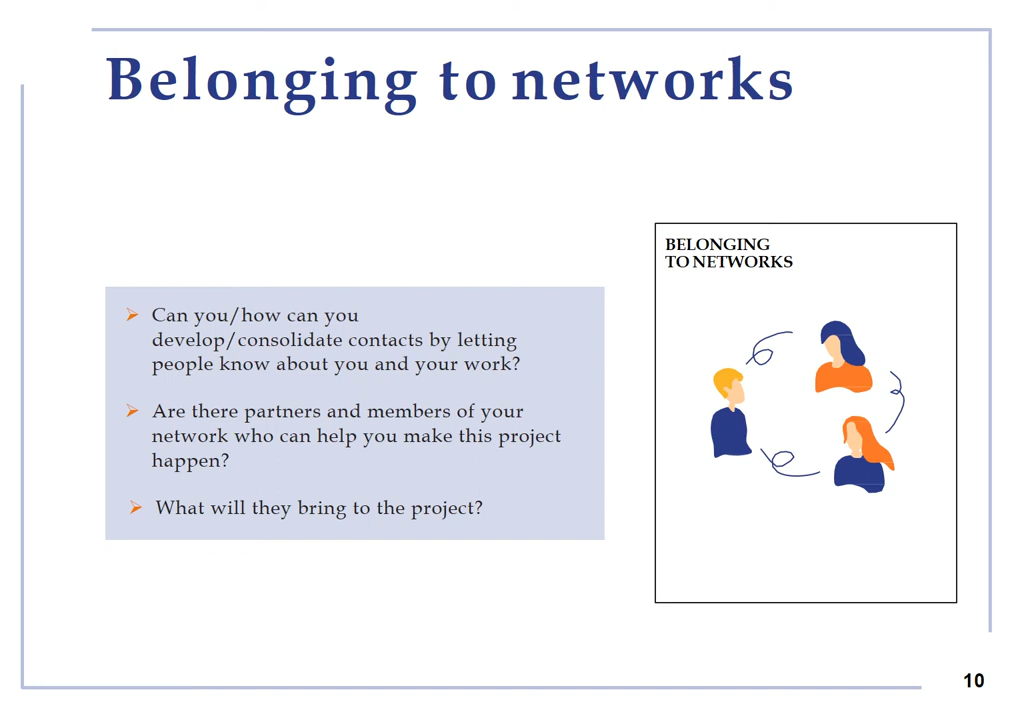 Belonging to networks
Can you/how can you
develop/consolidate contacts by letting
people know about you and your work?
Are there partners and members of your
network who can help you make this project
happen?
What will they bring to the project?
BELONGING
TO NETWORKS
10